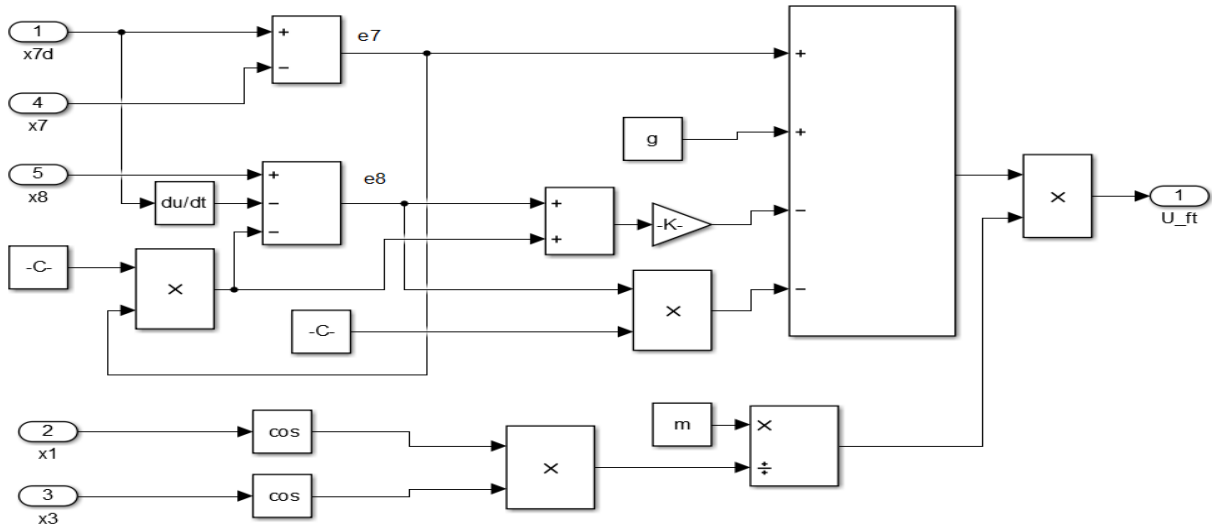 1
x7d
+
−
e7
4
x7
+
g
+
5
x8
+
−
−
e8
du/dt
+
+
-K-
−
X
1
U_ft
-C-
X
-C-
X
−
2
x1
cos
X
m
X
÷
3
x3
cos